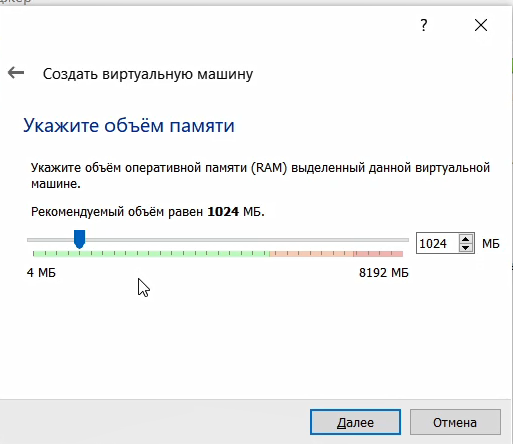 ?
Создать виртуальную машину
Укажите объём памяти
Укажите объём оперативной памяти (RAM) выделенный данной виртуальной
машине.
Рекомендуемый объём равен 1024 МБ.
1024 МБ
4 МБ 8192 МБ
Далее Отмена